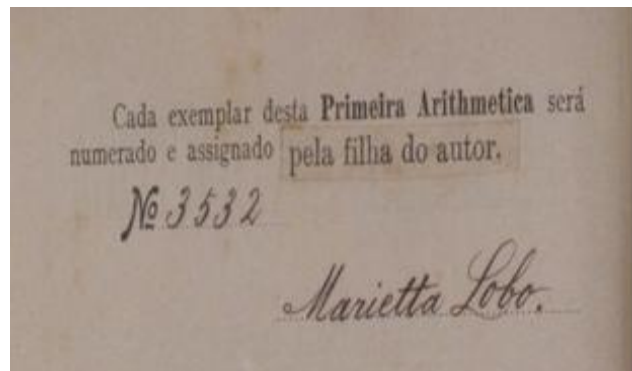 Cada exemplar desta Primeira Arithmetica será
numerado e assignado pela filha do autor.
Nº 3532
Marietta Lobo.